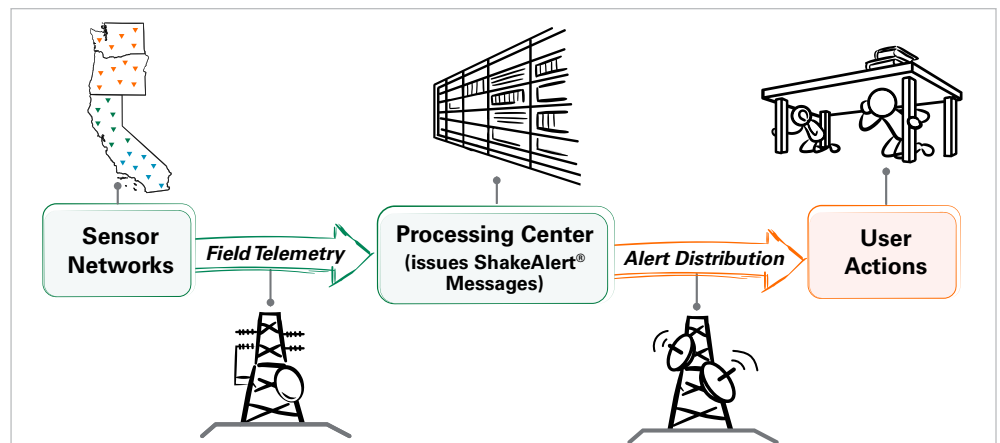 Sensor
Networks
Field Telemetry
Processing Center
(issues ShakeAlert®
Messages)
Alert Distribution
User
Actions